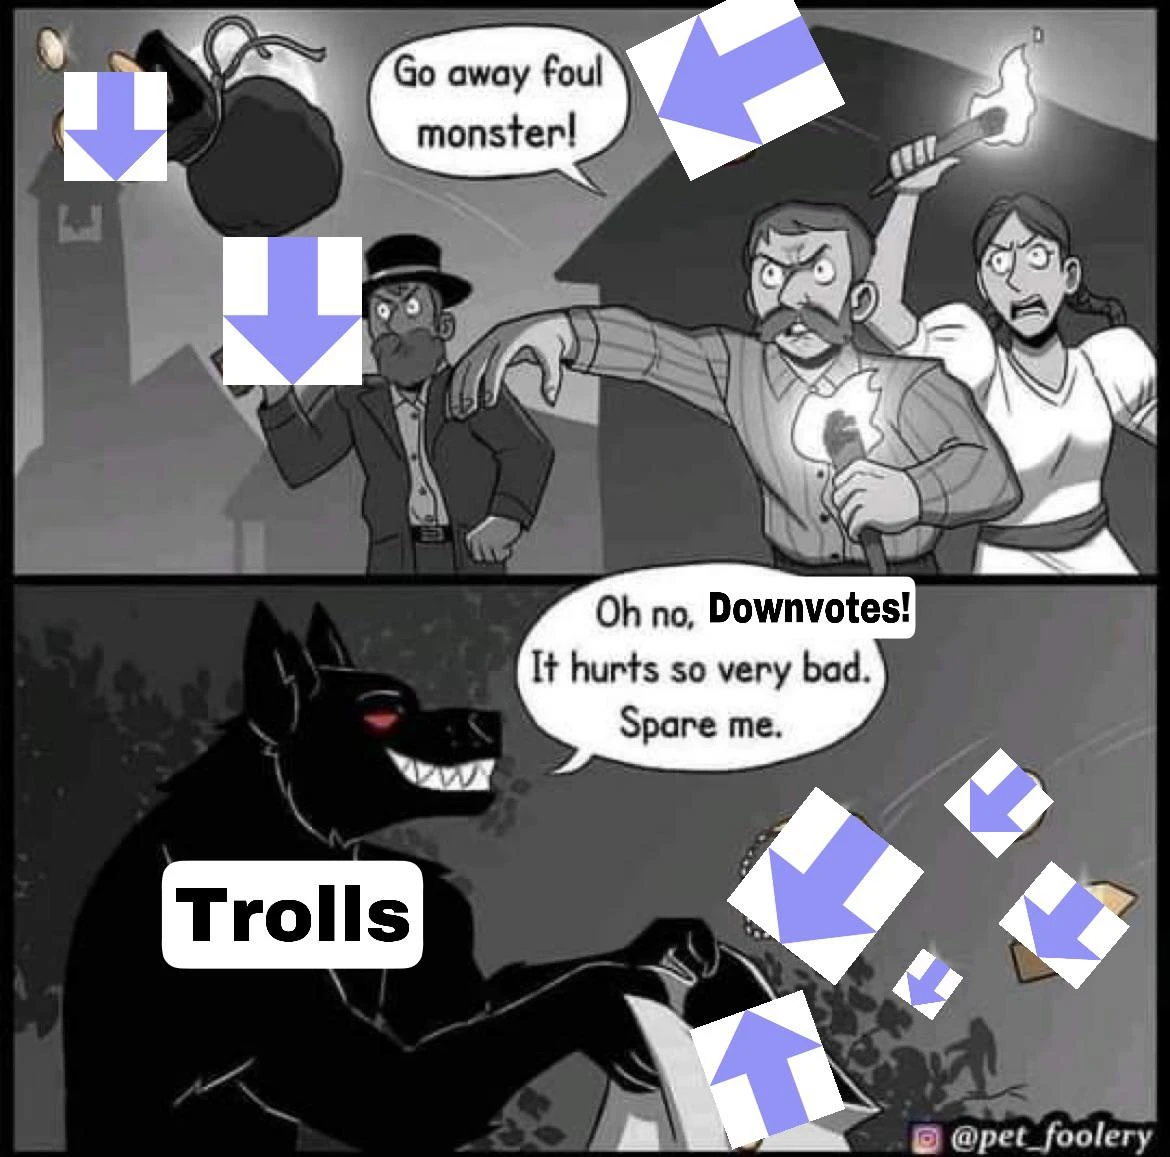 Go away foul
monster!
Oh no, Downvotes!
It hurts so very bad.
Spare me.
Trolls
@pet_foolery